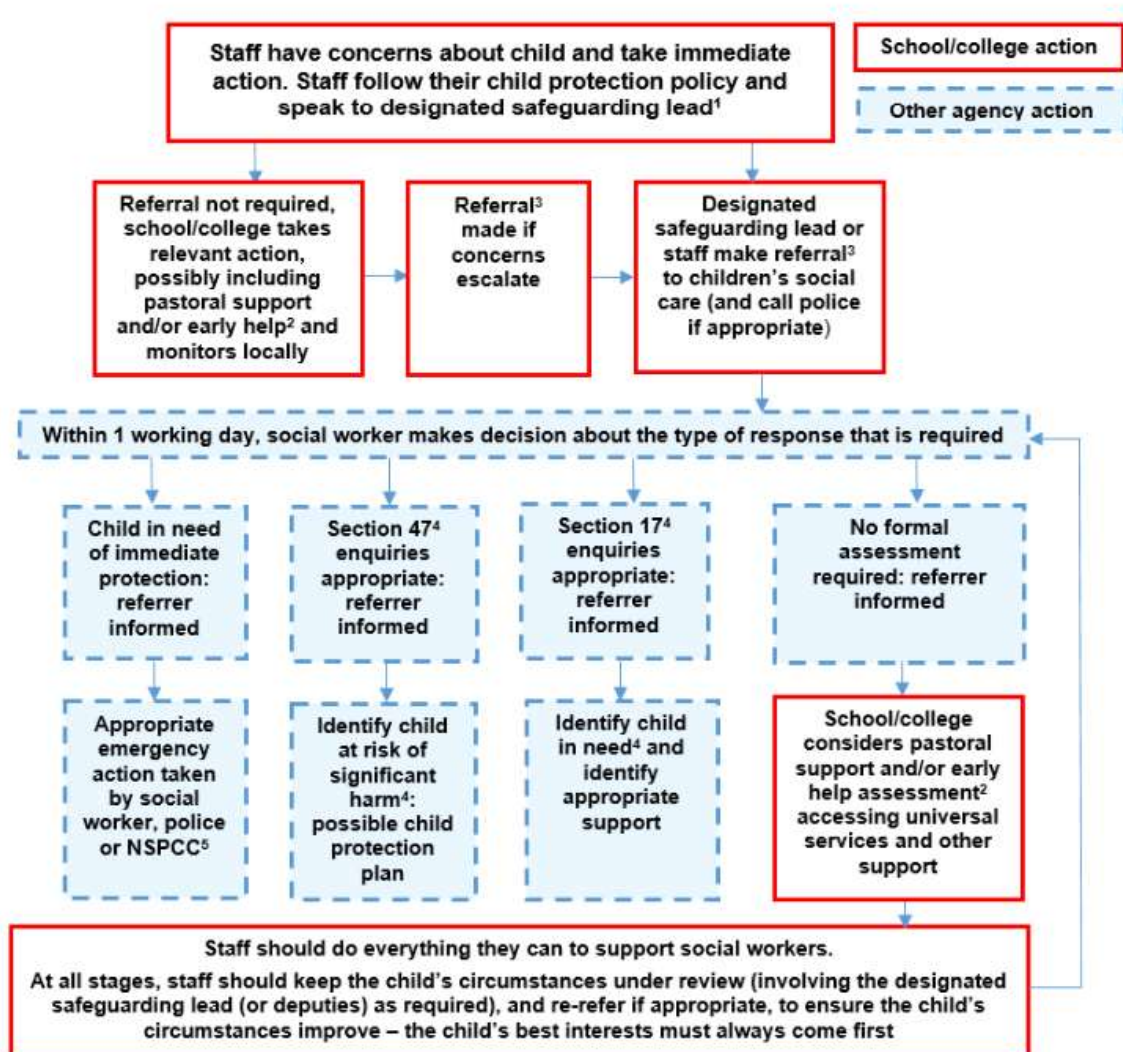 Staff have concerns about child and take immediate
action. Staff follow their child protection policy and
speak to designated safeguarding lead¹
School/college action
Other agency action
Referral not required,
school/college takes
relevant action,
possibly including
pastoral support
and/or early help² and
monitors locally
Referral³
made if
concerns
escalate
Designated
safeguarding lead or
staff make referral³
to children's social
care (and call police
if appropriate)
Within 1 working day, social worker makes decision about the type of response that is required
Child in need
of immediate
protection:
referrer
informed
Section 47⁴
enquiries
appropriate:
referrer
informed
Section 17⁴
enquiries
appropriate:
referrer
informed
No formal
assessment
required: referrer
informed
Appropriate
emergency
action taken
by social
worker, police
or NSPCC⁵
Identify child
at risk of
significant
harm⁴:
possible child
protection
plan
Identify child
in need⁴ and
identify
appropriate
support
School/college
considers pastoral
support and/or early
help assessment²
accessing universal
services and other
support
Staff should do everything they can to support social workers.
At all stages, staff should keep the child's circumstances under review (involving the designated
safeguarding lead (or deputies) as required), and re-refer if appropriate, to ensure the child's
circumstances improve – the child's best interests must always come first